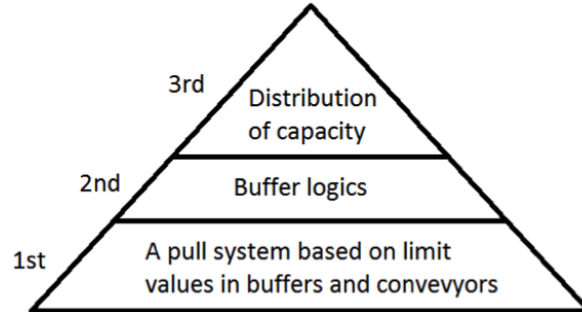 3rd
Distribution
of capacity
2nd
Buffer logics
1st
A pull system based on limit
values in buffers and convevyors